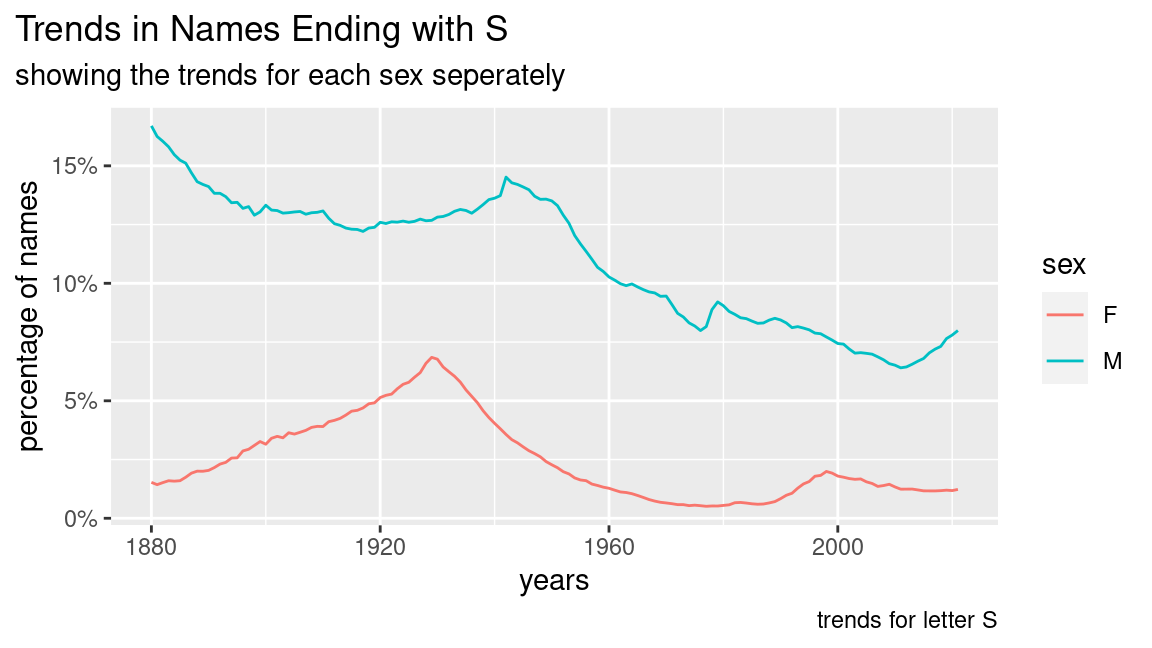 Trends in Names Ending with S
showing the trends for each sex seperately
percentage of names
15%
10%
5%
0%
1880
1920
1960
2000
years
sex
F
M
trends for letter S